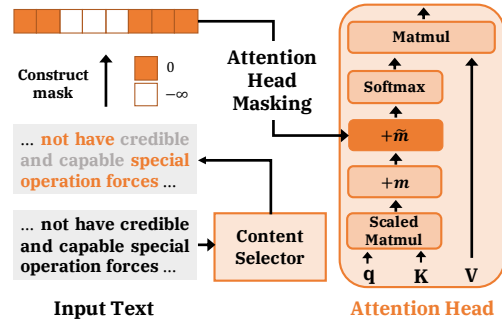 Construct
mask
0
−∞
Attention
Head
Masking
... not have credible
and capable special
operation forces ...
... not have credible
and capable special
operation forces ...
Content
Selector
Input Text
Matmul
Softmax
+m̃
+m
Scaled
Matmul
q K V
Attention Head